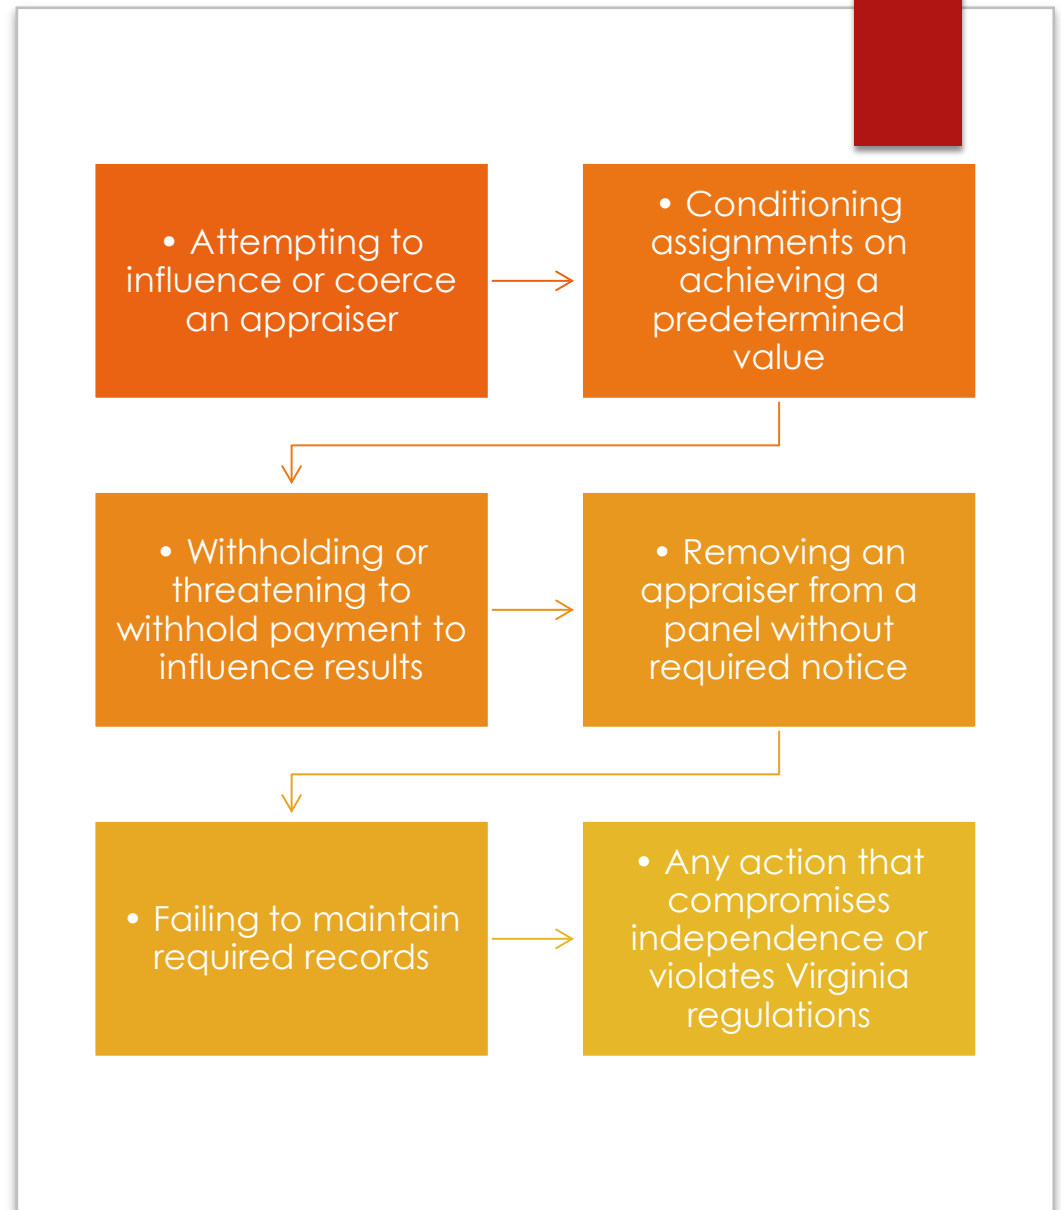 • Attempting to
influence or coerce
an appraiser
• Conditioning
assignments on
achieving a
predetermined
value
• Withholding or
threatening to
withhold payment to
influence results
• Removing an
appraiser from a
panel without
required notice
• Failing to maintain
required records
• Any action that
compromises
independence or
violates Virginia
regulations